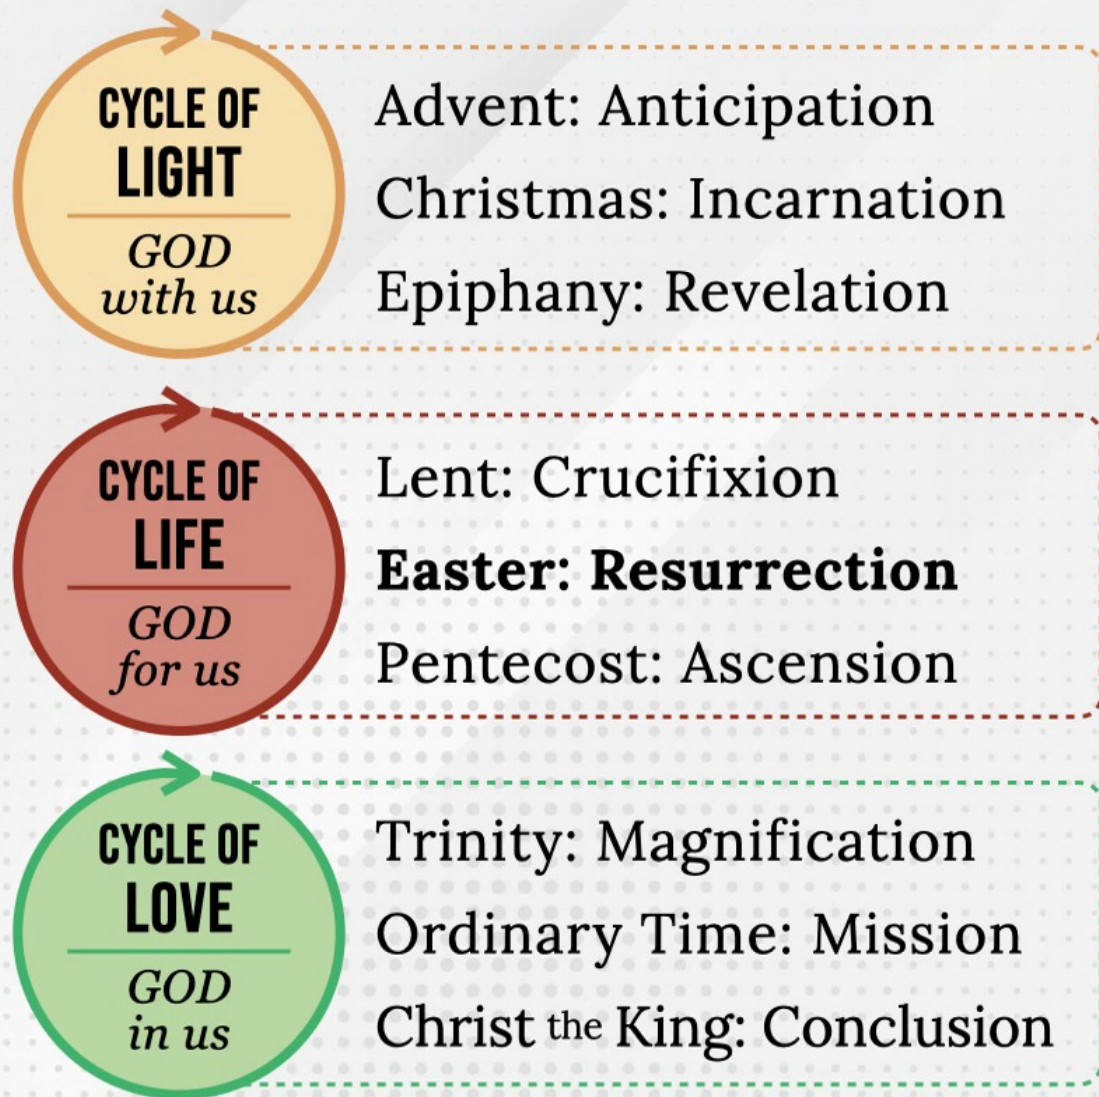 CYCLE OF
LIGHT
GOD
with us
Advent: Anticipation
Christmas: Incarnation
Epiphany: Revelation
CYCLE OF
LIFE
GOD
for us
Lent: Crucifixion
Easter: Resurrection
Pentecost: Ascension
CYCLE OF
LOVE
GOD
in us
Trinity: Magnification
Ordinary Time: Mission
Christ the King: Conclusion